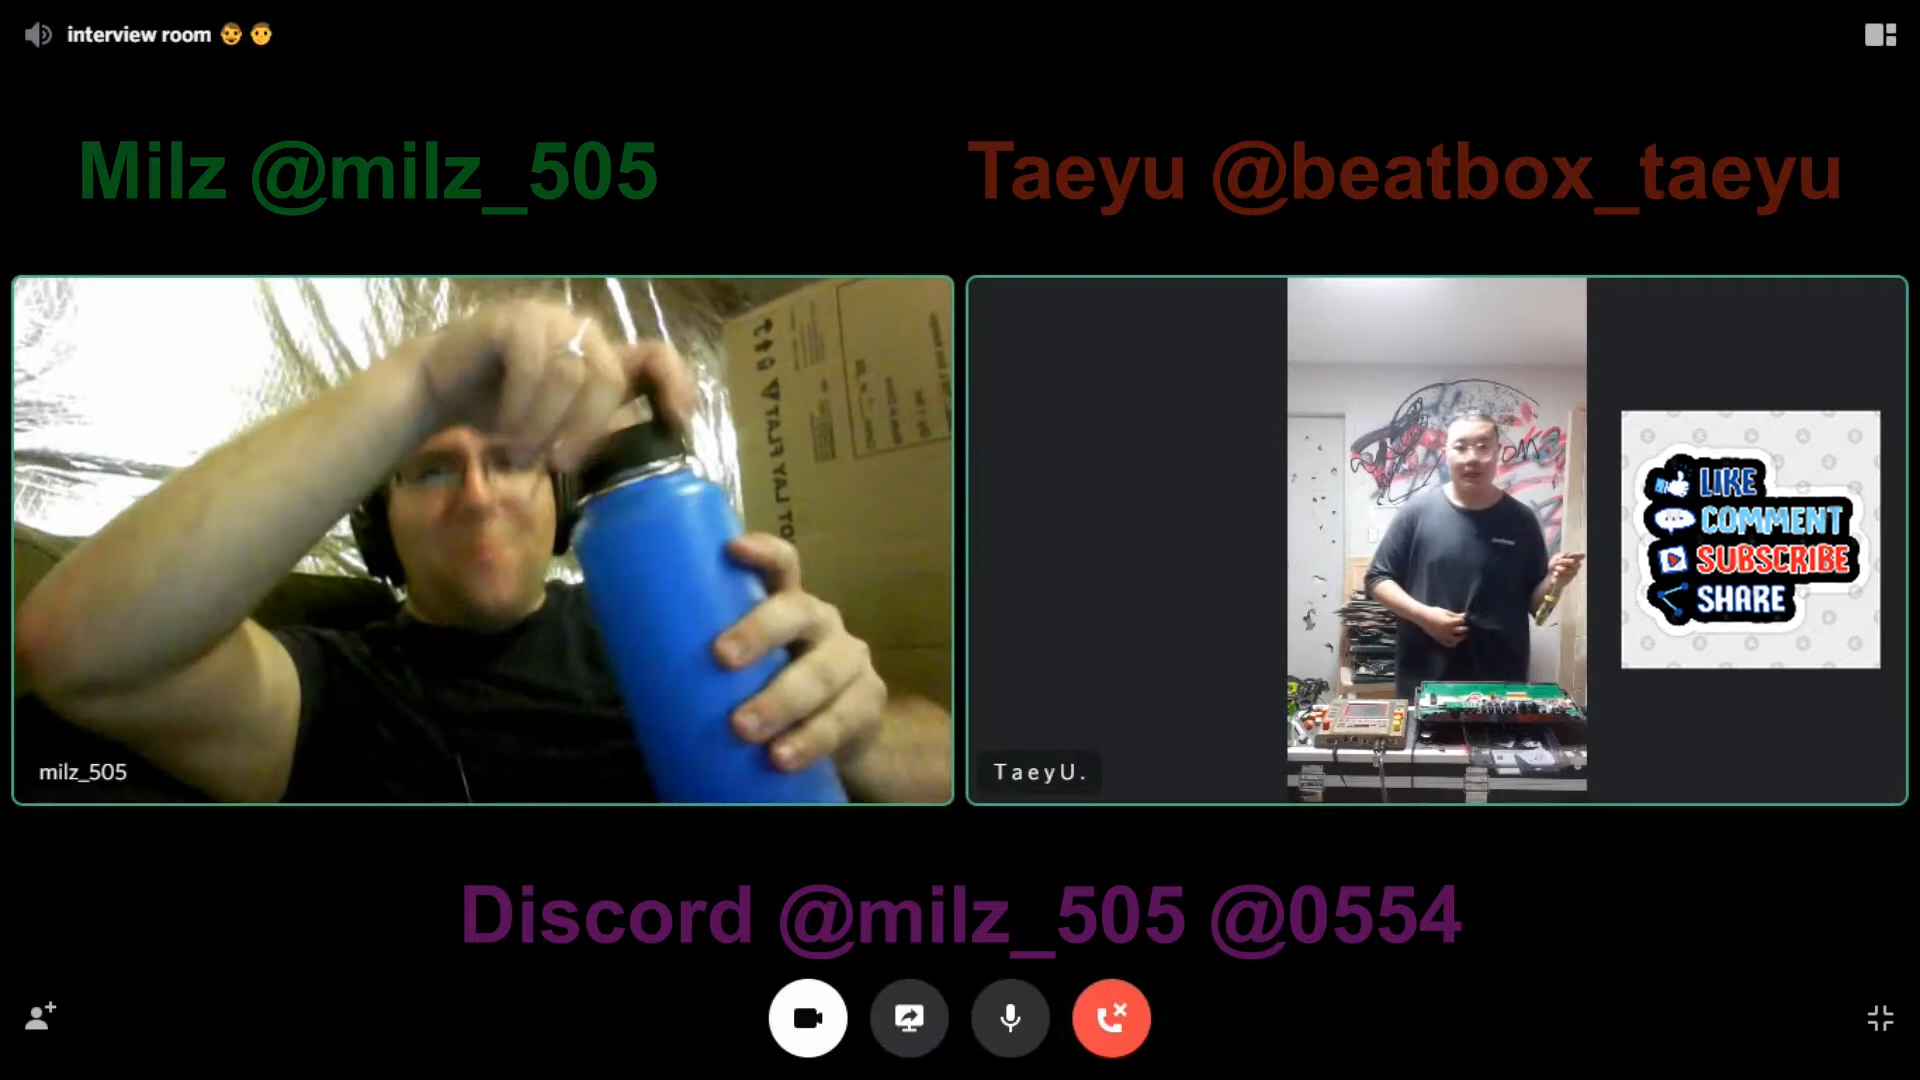 interview room
Milz @milz_505
Taeyu @beatbox_taeyu
LIKE
COMMENT
SUBSCRIBE
SHARE
milz_505
TaeyU.
Discord @milz_505 @0554